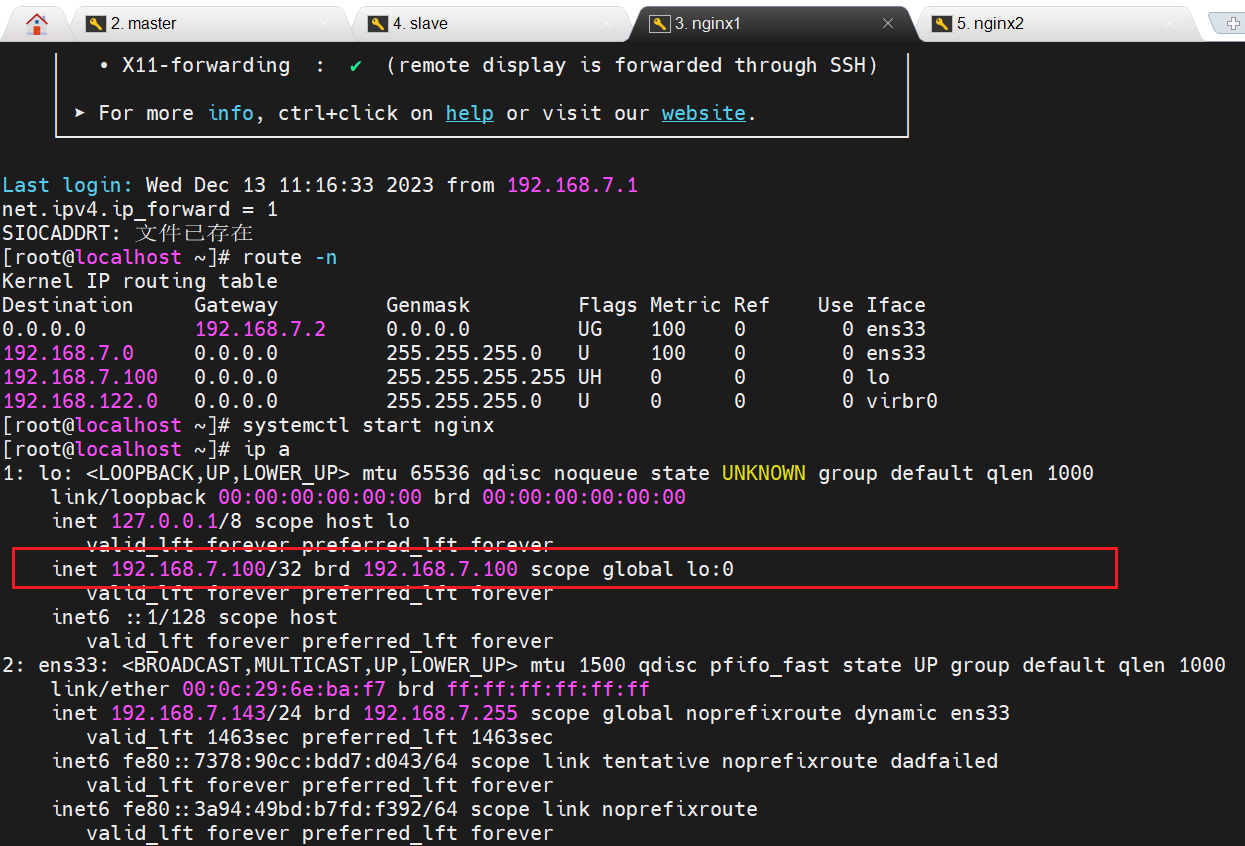 2. master
4. slave
3. nginx1
5. nginx2
• X11-forwarding  :  ✔  (remote display is forwarded through SSH)
➤ For more info, ctrl+click on help or visit our website.
Last login: Wed Dec 13 11:16:33 2023 from 192.168.7.1
net.ipv4.ip_forward = 1
SIOCADDRT: 文件已存在
[root@localhost ~]# route -n
Kernel IP routing table
Destination     Gateway         Genmask         Flags Metric Ref    Use Iface
0.0.0.0         192.168.7.2     0.0.0.0         UG    100    0        0 ens33
192.168.7.0     0.0.0.0         255.255.255.0   U     100    0        0 ens33
192.168.7.100   0.0.0.0         255.255.255.255 UH    0      0        0 lo
192.168.122.0   0.0.0.0         255.255.255.0   U     0      0        0 virbr0
[root@localhost ~]# systemctl start nginx
[root@localhost ~]# ip a
1: lo: <LOOPBACK,UP,LOWER_UP> mtu 65536 qdisc noqueue state UNKNOWN group default qlen 1000
    link/loopback 00:00:00:00:00:00 brd 00:00:00:00:00:00
    inet 127.0.0.1/8 scope host lo
       valid_lft forever preferred_lft forever
    inet 192.168.7.100/32 brd 192.168.7.100 scope global lo:0
       valid_lft forever preferred_lft forever
    inet6 ::1/128 scope host
       valid_lft forever preferred_lft forever
2: ens33: <BROADCAST,MULTICAST,UP,LOWER_UP> mtu 1500 qdisc pfifo_fast state UP group default qlen 1000
    link/ether 00:0c:29:6e:ba:f7 brd ff:ff:ff:ff:ff:ff
    inet 192.168.7.143/24 brd 192.168.7.255 scope global noprefixroute dynamic ens33
       valid_lft 1463sec preferred_lft 1463sec
    inet6 fe80::7378:90cc:bdd7:d043/64 scope link tentative noprefixroute dadfailed
       valid_lft forever preferred_lft forever
    inet6 fe80::3a94:49bd:b7fd:f392/64 scope link noprefixroute
       valid_lft forever preferred_lft forever